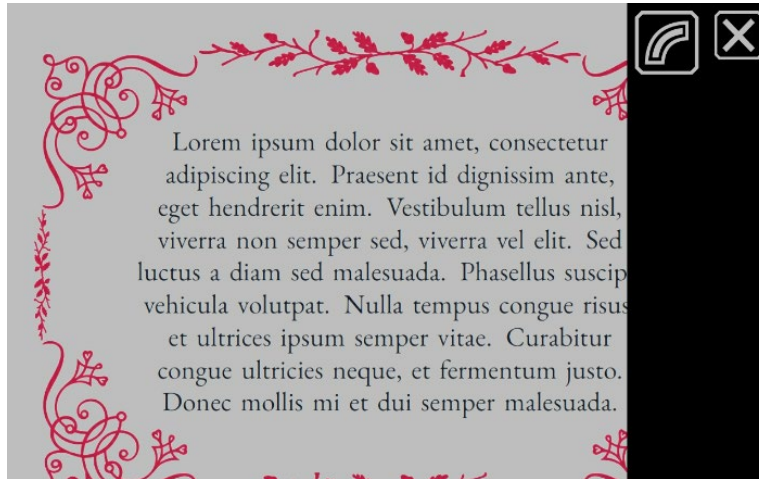 Lorem ipsum dolor sit amet, consectetur
adipiscing elit. Praesent id dignissim ante,
eget hendrerit enim. Vestibulum tellus nisl,
viverra non semper sed, viverra vel elit. Sed
luctus a diam sed malesuada. Phasellus suscip
vehicula volutpat. Nulla tempus congue risus
et ultrices ipsum semper vitae. Curabitur
congue ultricies neque, et fermentum justo.
Donec mollis mi et dui semper malesuada.